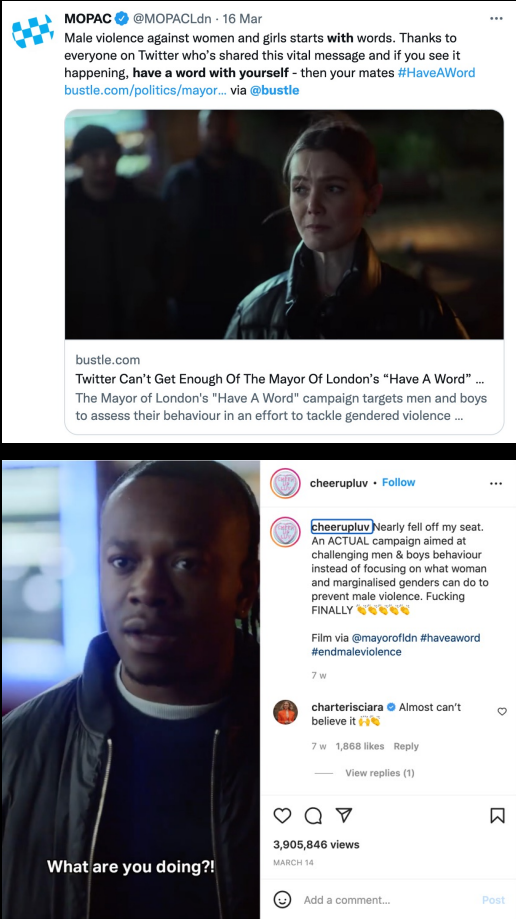 MOPAC @MOPACLdn · 16 Mar
Male violence against women and girls starts with words. Thanks to
everyone on Twitter who's shared this vital message and if you see it
happening, have a word with yourself - then your mates #HaveAWord
bustle.com/politics/mayor... via @bustle
bustle.com
Twitter Can't Get Enough Of The Mayor Of London's “Have A Word” ...
The Mayor of London's "Have A Word" campaign targets men and boys
to assess their behaviour in an effort to tackle gendered violence ...
cheerupluv • Follow
cheerupluv Nearly fell off my seat.
An ACTUAL campaign aimed at
challenging men & boys behaviour
instead of focusing on what woman
and marginalised genders can do to
prevent male violence. Fucking
FINALLY 👏👏👏👏👏
Film via @mayorofldn #haveaword
#endmaleviolence
7 w
charterisciara Almost can't
believe it 🙌👏
7 w 1,868 likes Reply
View replies (1)
3,905,846 views
MARCH 14
Add a comment...
Post
What are you doing?!